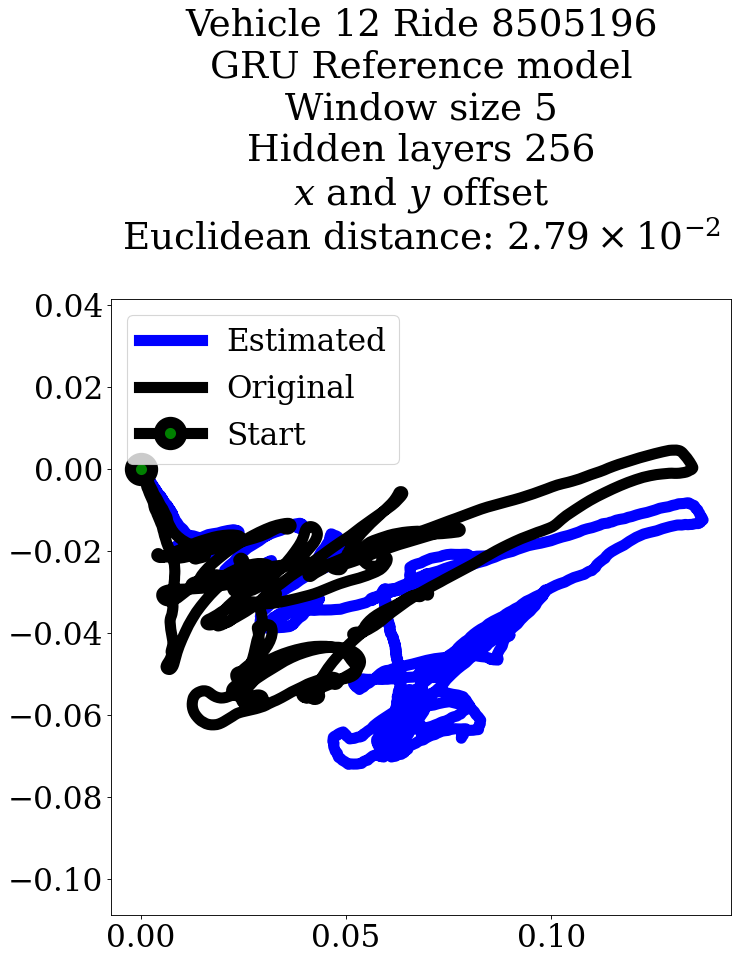 Vehicle 12 Ride 8505196
GRU Reference model
Window size 5
Hidden layers 256
x and y offset
Euclidean distance: 2.79 × 10⁻²
0.04
Estimated
0.02
Original
Start
0.00
−0.02
−0.04
−0.06
−0.08
−0.10
0.00 0.05 0.10